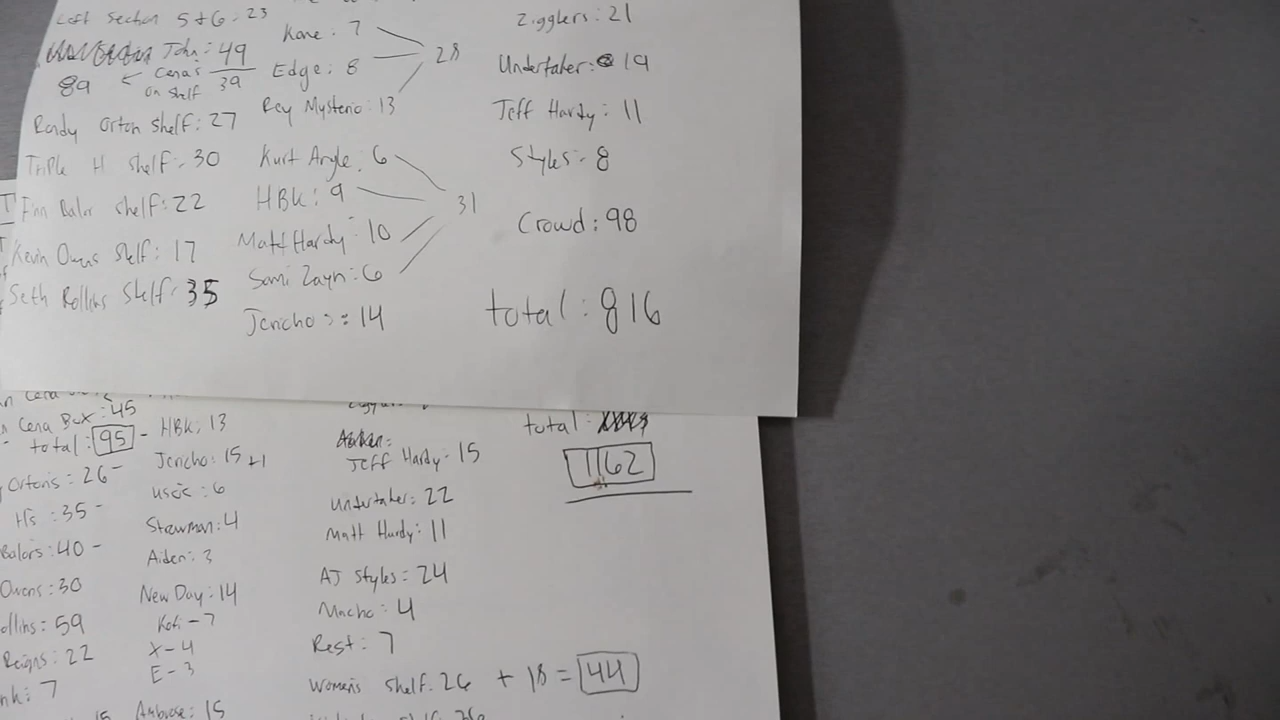 Left Section 5+6: 23
John: 49
89 ← Cenas on shelf 39
Randy Orton Shelf: 27
Triple H shelf: 30
Finn Balor shelf: 22
Kevin Owens Shelf: 17
Seth Rollins Shelf: 35
Kane: 7
Edge: 8
Rey Mysterio: 13
28
Kurt Angle: 6
HBK: 9
Matt Hardy: 10
Sami Zayn: 6
31
Jericho: 14
Zigglers: 21
Undertaker: 19
Jeff Hardy: 11
Styles: 8
Crowd: 98
total: 816
Cena Box: 45
total: 95 -
Ortons: 26 -
H's: 35 -
Balors: 40 -
Owens: 30
ollins: 59
Reigns: 22
nk: 7
HBK: 13
Jericho: 15 +1
Usos: 6
Strowman: 4
Aiden: 3
New Day: 14
Kofi - 7
X - 4
E - 3
Ambrose: 15
Jeff Hardy: 15
Undertaker: 22
Matt Hardy: 11
AJ Styles: 24
Macho: 4
Rest: 7
Womens shelf: 26 + 18 = 44
total:
1162